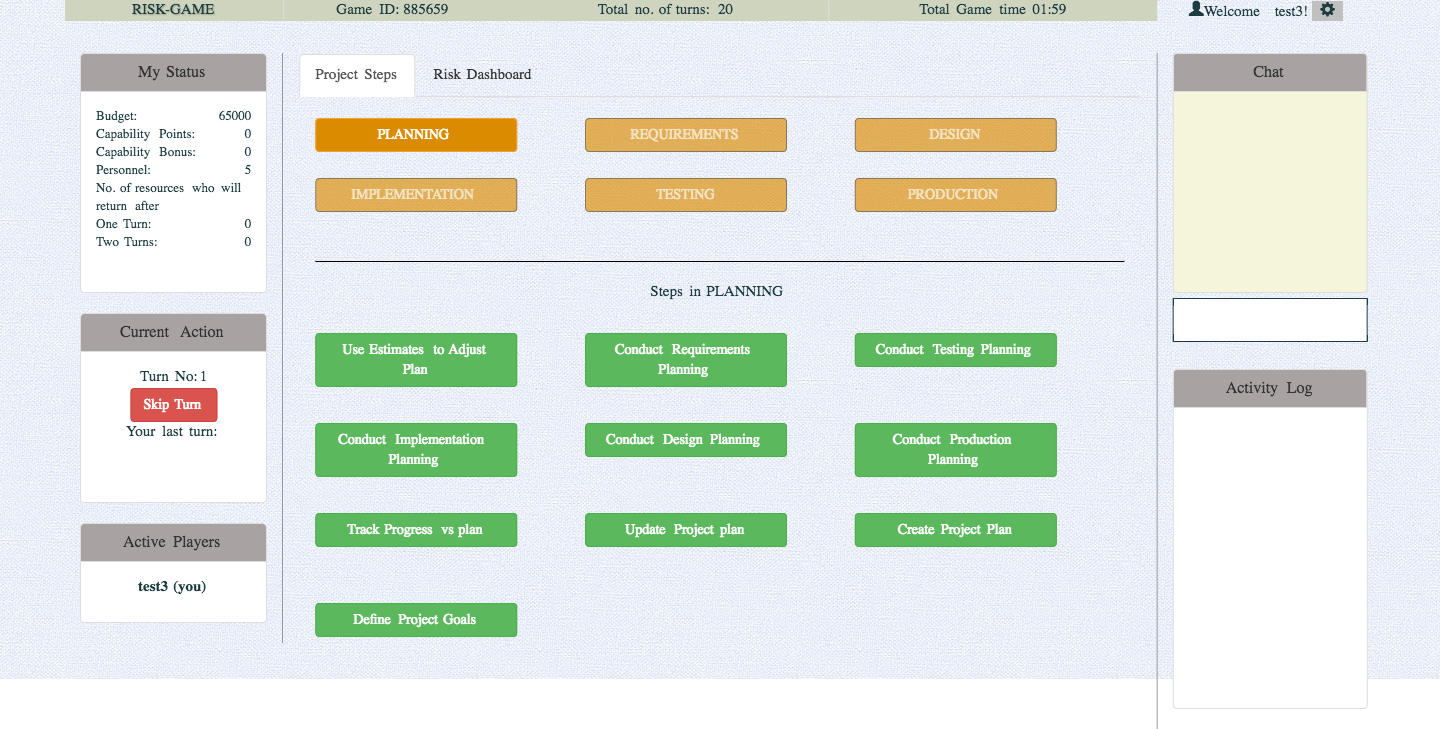 RISK-GAME Game ID: 885659 Total no. of turns: 20 Total Game time 01:59 Welcome test3!
My Status
Budget: 65000
Capability Points: 0
Capability Bonus: 0
Personnel: 5
No. of resources who will
return after
One Turn: 0
Two Turns: 0
Current Action
Turn No: 1
Skip Turn
Your last turn:
Active Players
test3 (you)
Project Steps Risk Dashboard
PLANNING REQUIREMENTS DESIGN
IMPLEMENTATION TESTING PRODUCTION
Steps in PLANNING
Use Estimates to Adjust
Plan
Conduct Requirements
Planning
Conduct Testing Planning
Conduct Implementation
Planning
Conduct Design Planning
Conduct Production
Planning
Track Progress vs plan
Update Project plan
Create Project Plan
Define Project Goals
Chat
Activity Log